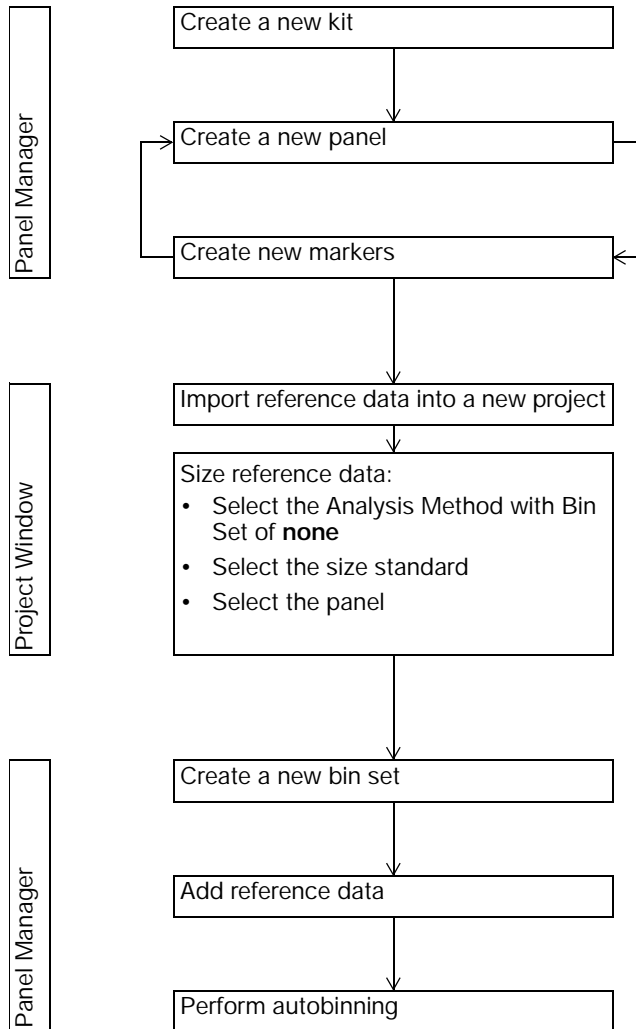 Panel Manager
Create a new kit
Create a new panel
Create new markers
Project Window
Import reference data into a new project
Size reference data:
• Select the Analysis Method with Bin
Set of none
• Select the size standard
• Select the panel
Panel Manager
Create a new bin set
Add reference data
Perform autobinning